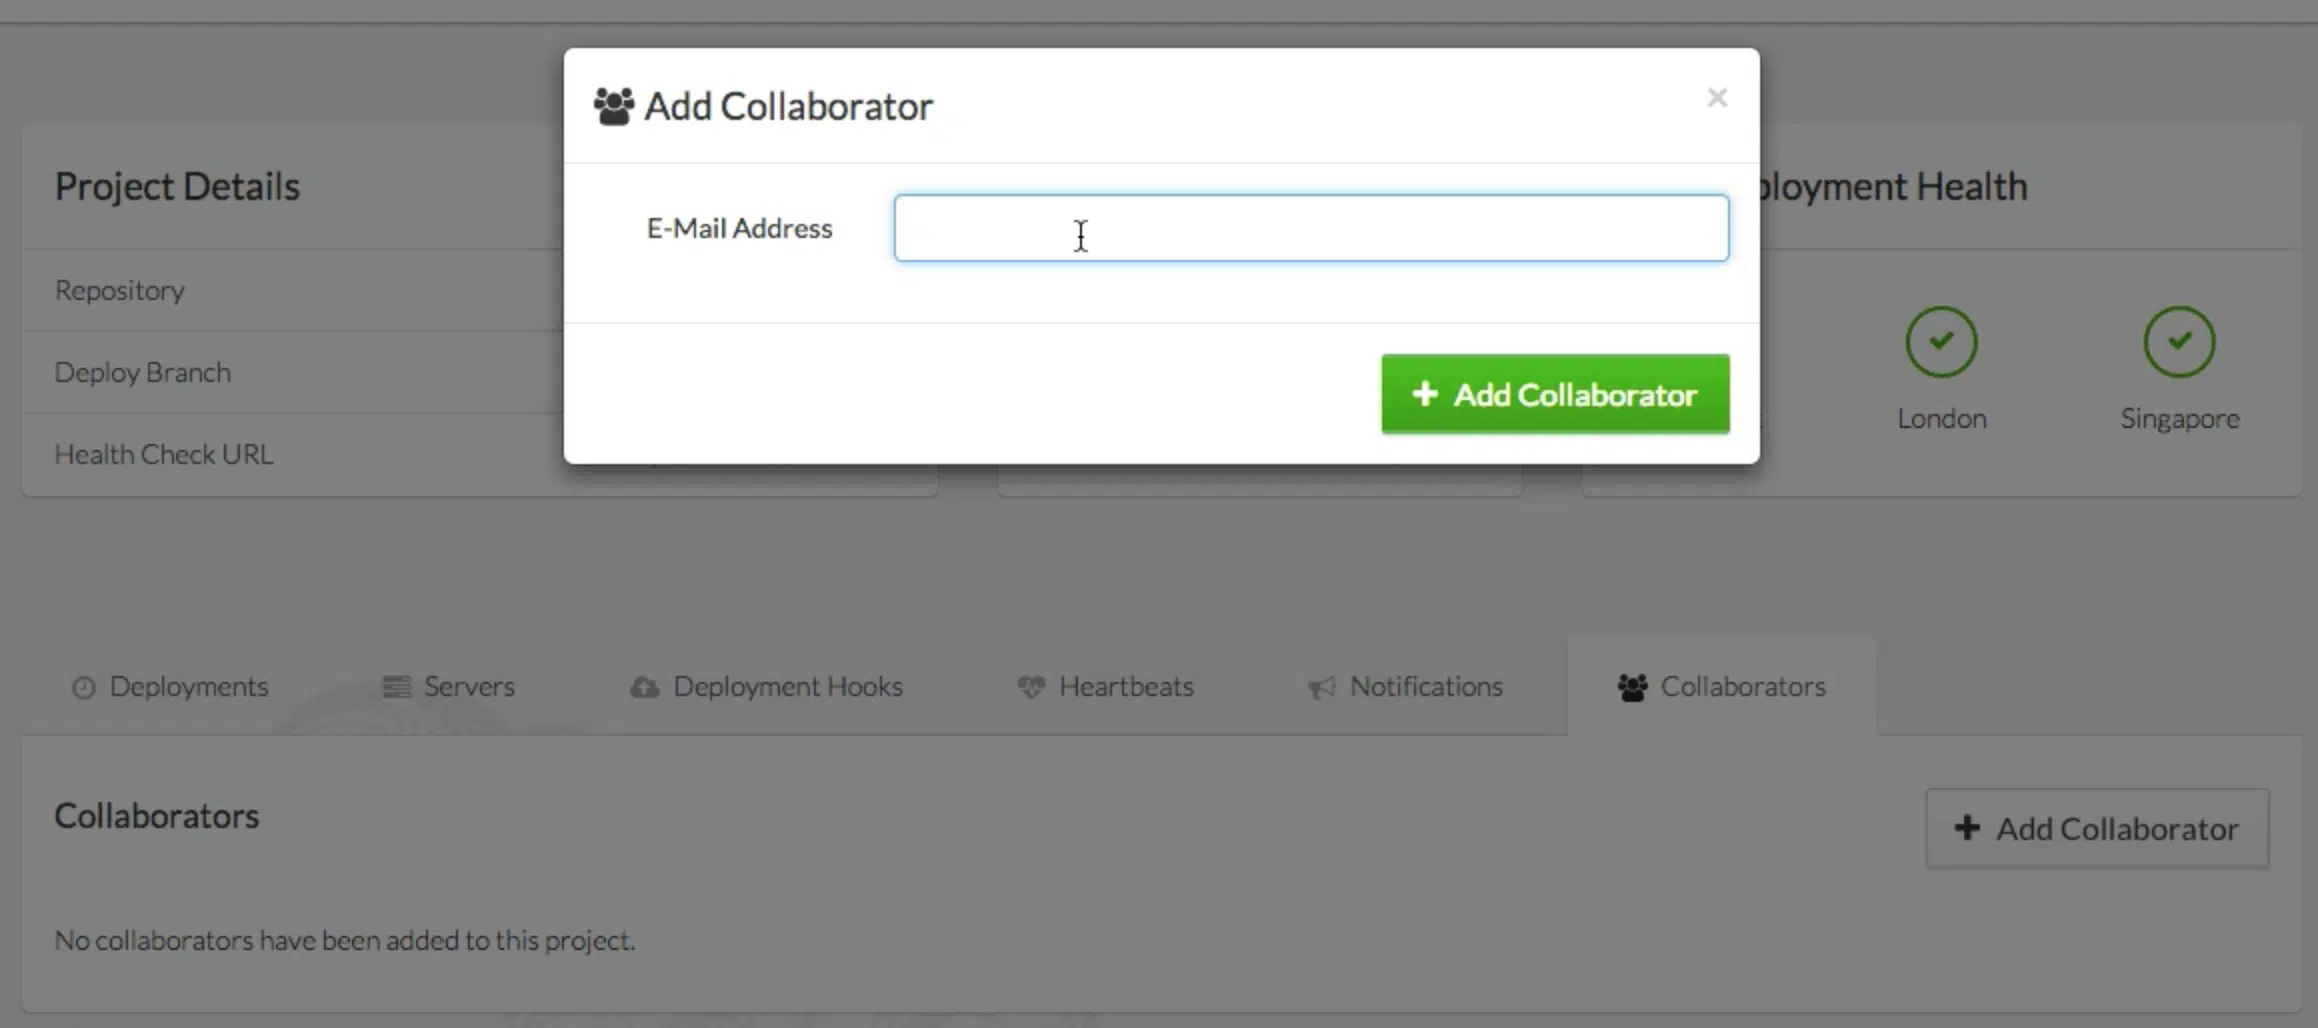 Add Collaborator
×
E-Mail Address
Add Collaborator
Project Details
Repository
Deploy Branch
Health Check URL
ployment Health
London
Singapore
Deployments
Servers
Deployment Hooks
Heartbeats
Notifications
Collaborators
Collaborators
Add Collaborator
No collaborators have been added to this project.